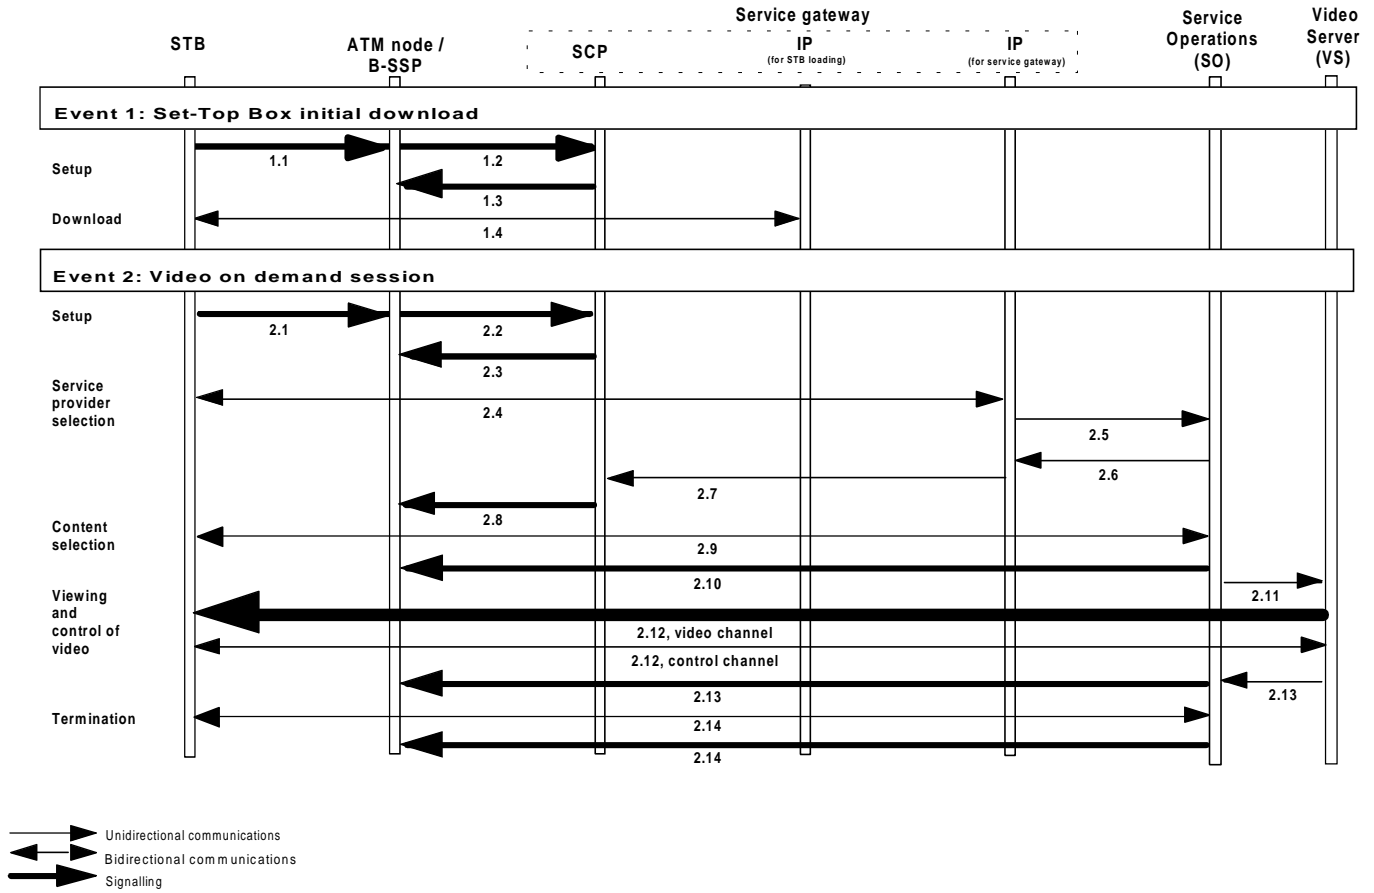 Service gateway
STB
ATM node /
B-SSP
SCP
IP
(for STB loading)
IP
(for service gateway)
Service
Operations
(SO)
Video
Server
(VS)
Event 1: Set-Top Box initial download
Setup
1.1
1.2
1.3
Download
1.4
Event 2: Video on demand session
Setup
2.1
2.2
2.3
Service
provider
selection
2.4
2.5
2.6
2.7
2.8
Content
selection
2.9
2.10
2.11
Viewing
and
control of
video
2.12, video channel
2.12, control channel
2.13
2.13
Termination
2.14
2.14
Unidirectional communications
Bidirectional communications
Signalling